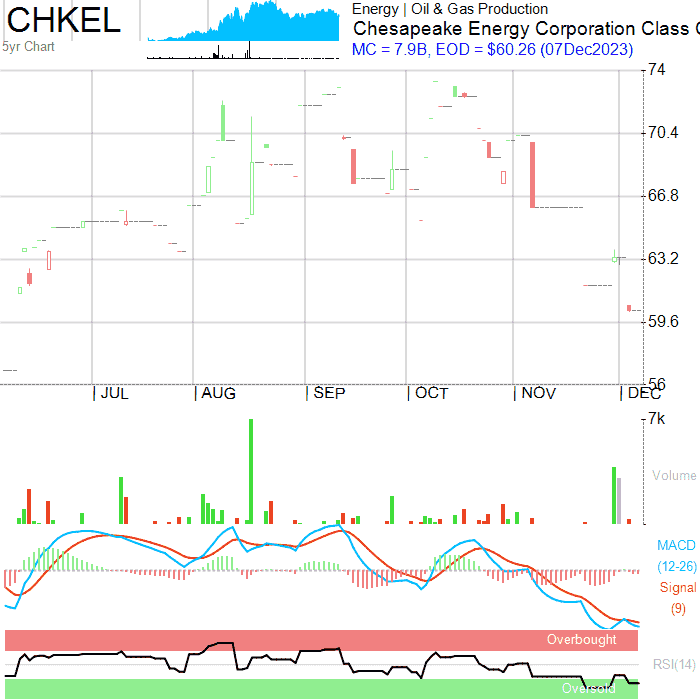 CHKEL
5yr Chart
Energy | Oil & Gas Production
Chesapeake Energy Corporation Class
MC = 7.9B, EOD = $60.26 (07Dec2023)
74
70.4
66.8
63.2
59.6
56
JUL AUG SEP OCT NOV DEC
7k
Volume
MACD
(12-26)
Signal
(9)
Overbought
RSI(14)
Oversold